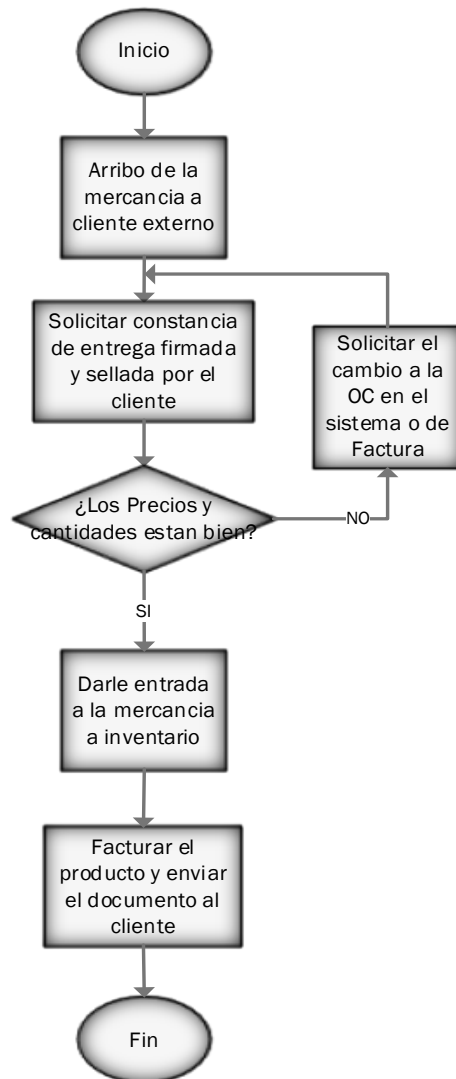 Inicio
Arribo de la
mercancia a
cliente externo
Solicitar constancia
de entrega firmada
y sellada por el
cliente
Solicitar el
cambio a la
OC en el
sistema o de
Factura
¿Los Precios y
cantidades estan bien?
NO
SI
Darle entrada
a la mercancia
a inventario
Facturar el
producto y enviar
el documento al
cliente
Fin